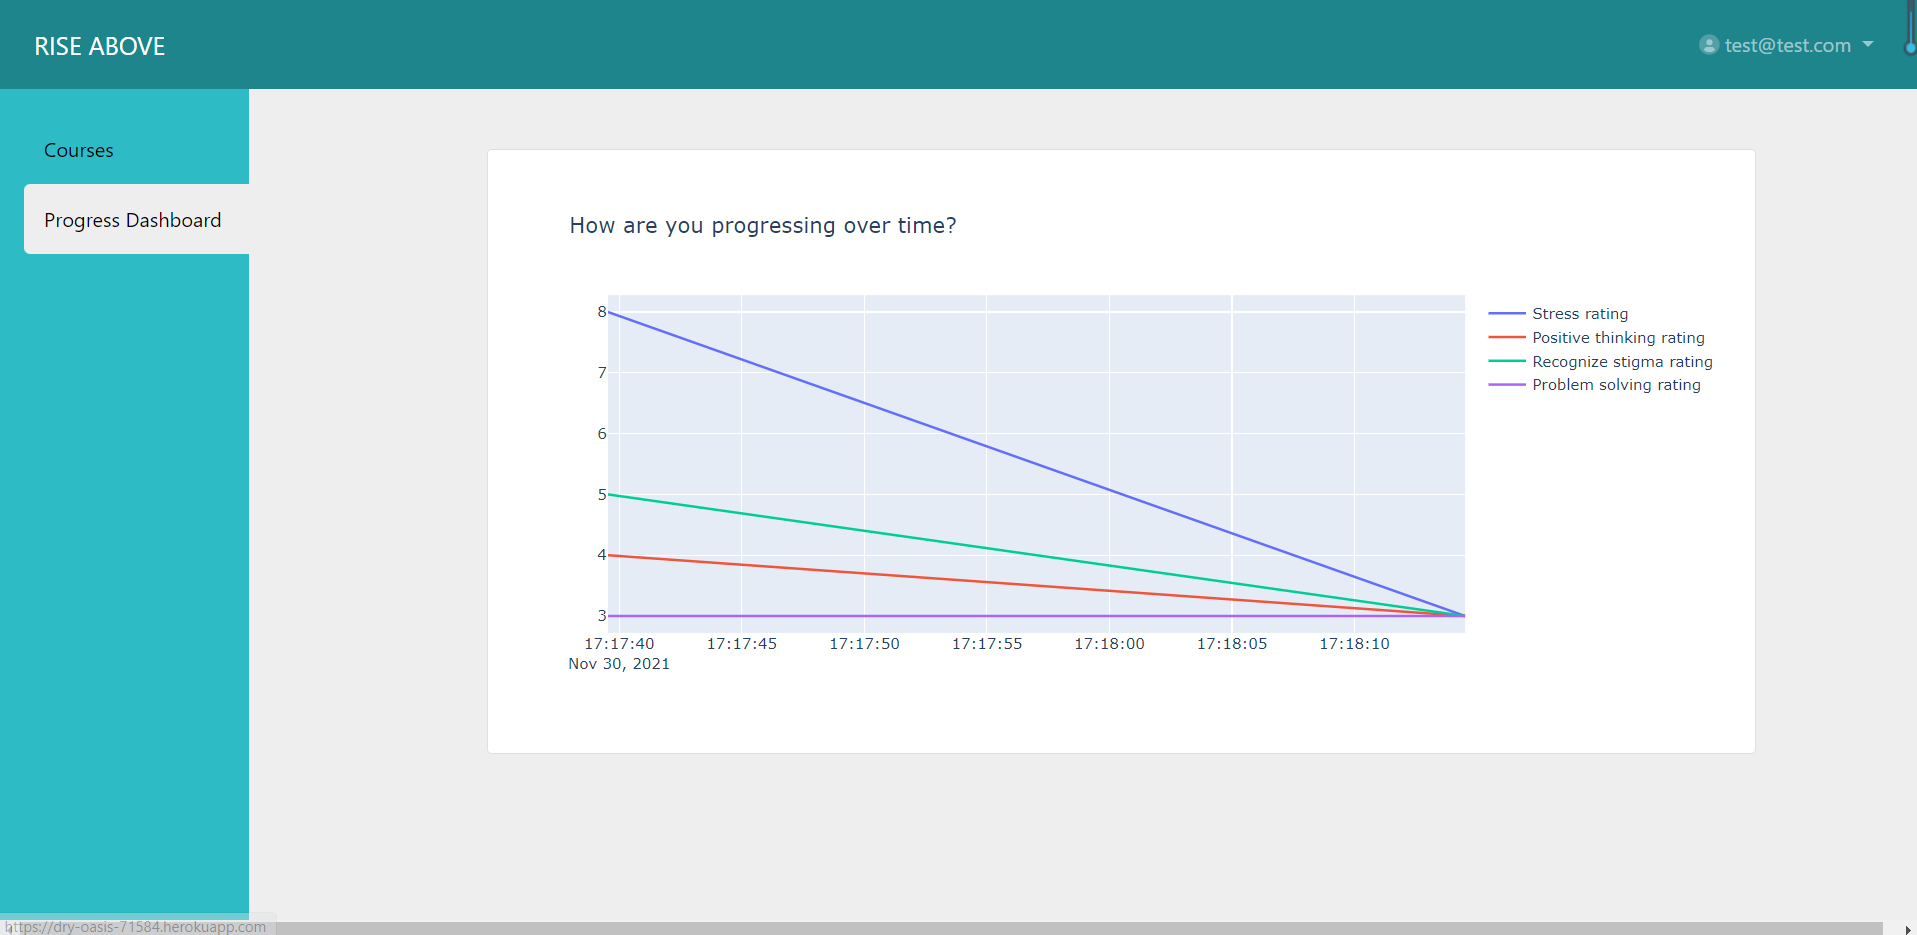 RISE ABOVE
test@test.com
Courses
Progress Dashboard
How are you progressing over time?
8
7
6
5
4
3
17:17:40 17:17:45 17:17:50 17:17:55 17:18:00 17:18:05 17:18:10
Nov 30, 2021
Stress rating
Positive thinking rating
Recognize stigma rating
Problem solving rating
https://dry-oasis-71584.herokuapp.com